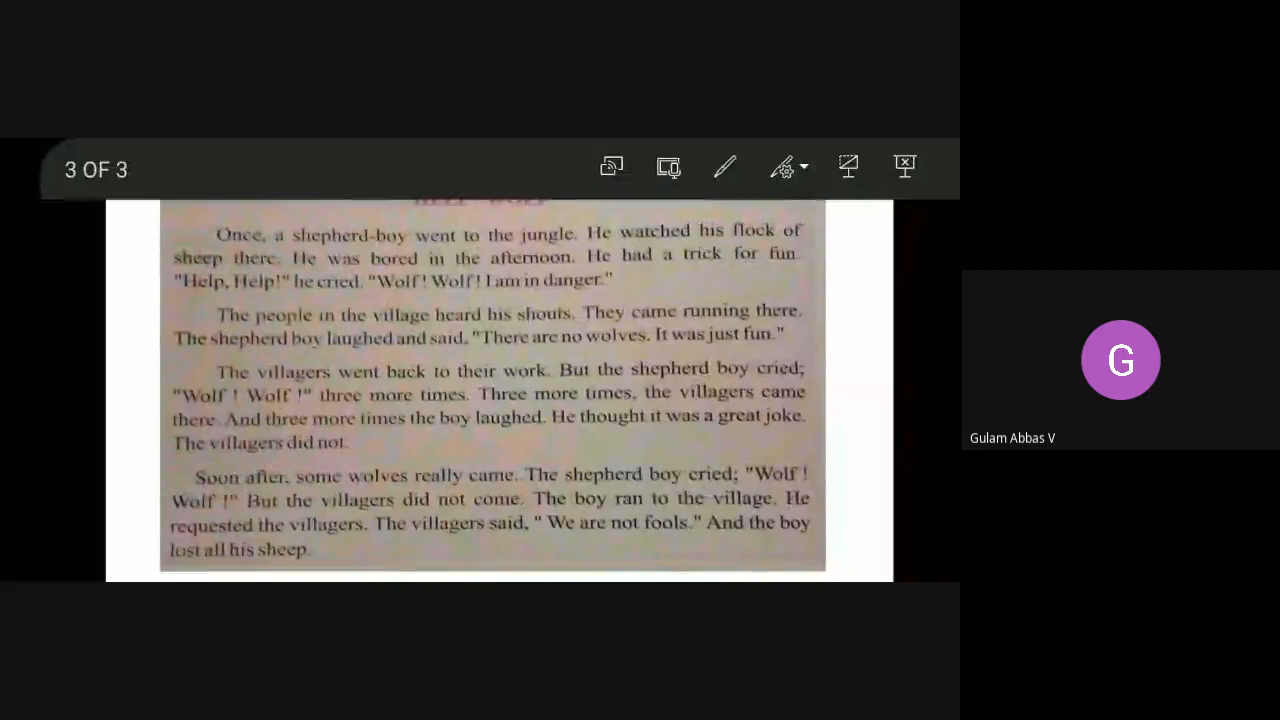 3 OF 3
HELP WOLF
Once, a shepherd-boy went to the jungle. He watched his flock of
sheep there. He was bored in the afternoon. He had a trick for fun.
"Help, Help!" he cried. "Wolf! Wolf! I am in danger."
The people in the village heard his shouts. They came running there.
The shepherd boy laughed and said, "There are no wolves. It was just fun."
The villagers went back to their work. But the shepherd boy cried;
"Wolf ! Wolf !" three more times. Three more times, the villagers came
there. And three more times the boy laughed. He thought it was a great joke.
The villagers did not.
Soon after, some wolves really came. The shepherd boy cried; "Wolf !
Wolf !" But the villagers did not come. The boy ran to the village. He
requested the villagers. The villagers said, " We are not fools." And the boy
lost all his sheep.
G
Gulam Abbas V